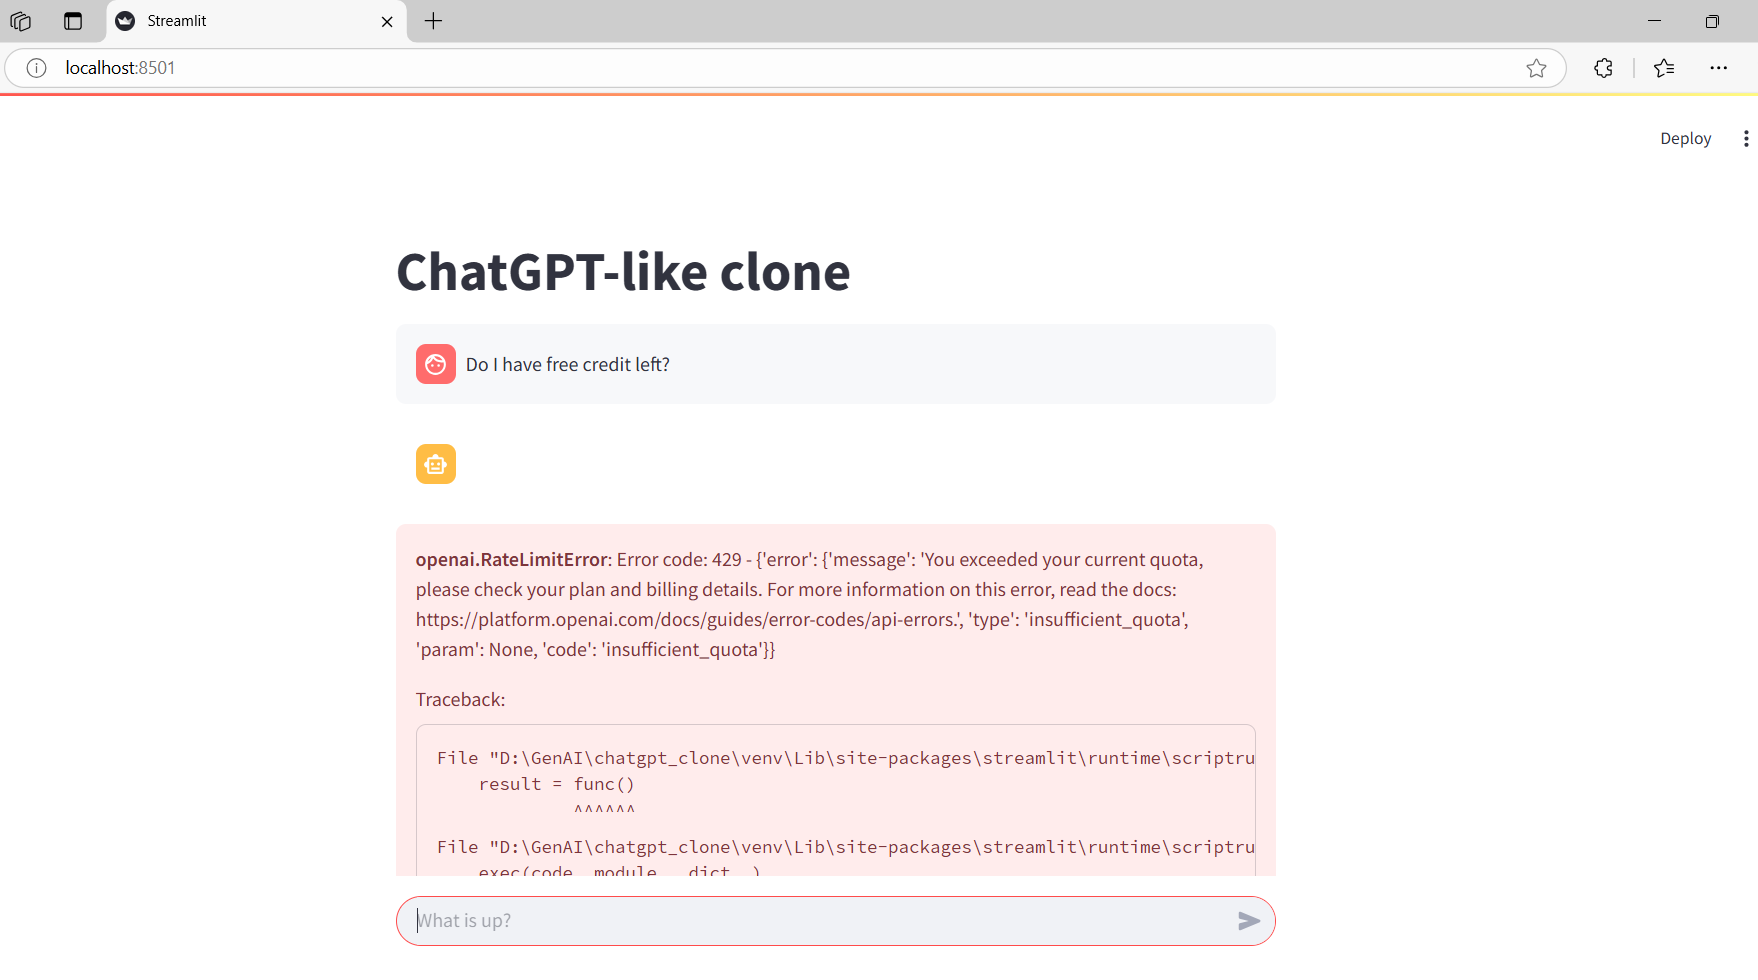 Streamlit
localhost:8501
Deploy
ChatGPT-like clone
Do I have free credit left?
openai.RateLimitError: Error code: 429 - {'error': {'message': 'You exceeded your current quota,
please check your plan and billing details. For more information on this error, read the docs:
https://platform.openai.com/docs/guides/error-codes/api-errors.', 'type': 'insufficient_quota',
'param': None, 'code': 'insufficient_quota'}}
Traceback:
File "D:\GenAI\chatgpt_clone\venv\Lib\site-packages\streamlit\runtime\scriptru
result = func()
^^^^^^
File "D:\GenAI\chatgpt_clone\venv\Lib\site-packages\streamlit\runtime\scriptru
exec(code, module.__dict__)
What is up?